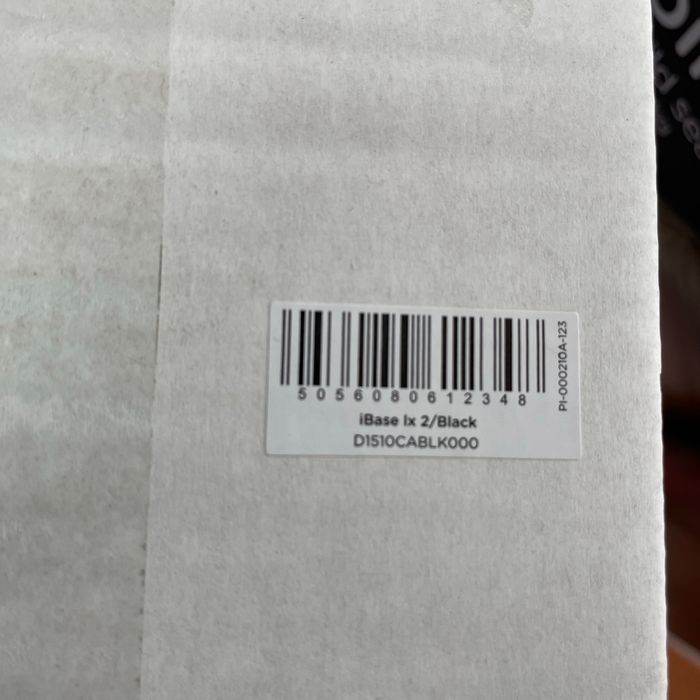 5056080612348
iBase Ix 2/Black
D1510CABLK000
PI-000210A-123